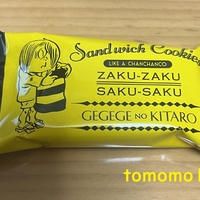 Sandwich Cookies
LIKE A CHANCHANCO
ZAKU-ZAKU
SAKU-SAKU
GEGEGE NO KITARO
tomomo